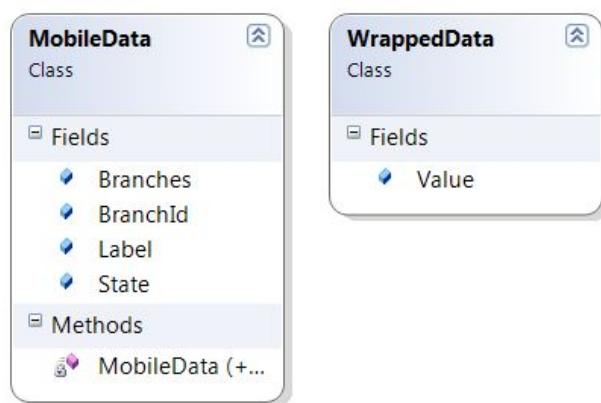 MobileData
Class
Fields
Branches
BranchId
Label
State
Methods
MobileData (+...
WrappedData
Class
Fields
Value